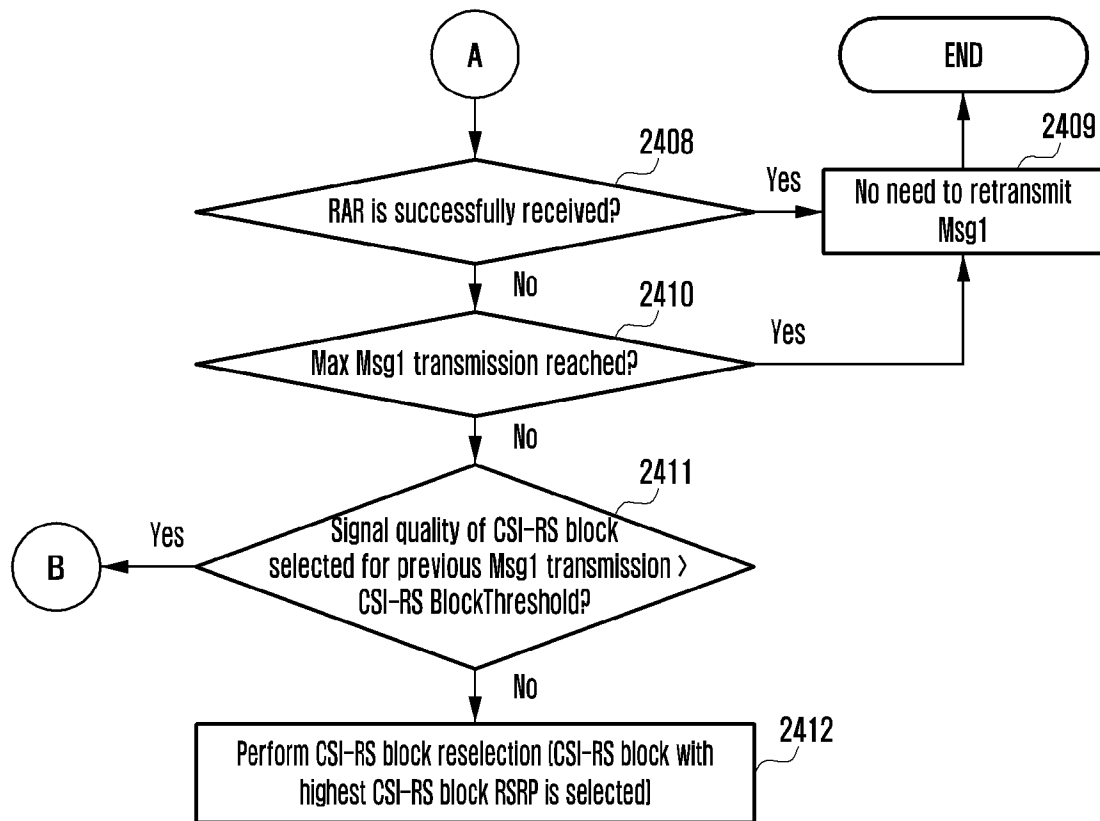 A
END
2408
2409
RAR is successfully received?
Yes
No need to retransmit
Msg1
No
2410
Max Msg1 transmission reached?
Yes
No
2411
Signal quality of CSI-RS block
selected for previous Msg1 transmission >
CSI-RS BlockThreshold?
Yes
B
No
2412
Perform CSI-RS block reselection (CSI-RS block with
highest CSI-RS block RSRP is selected)